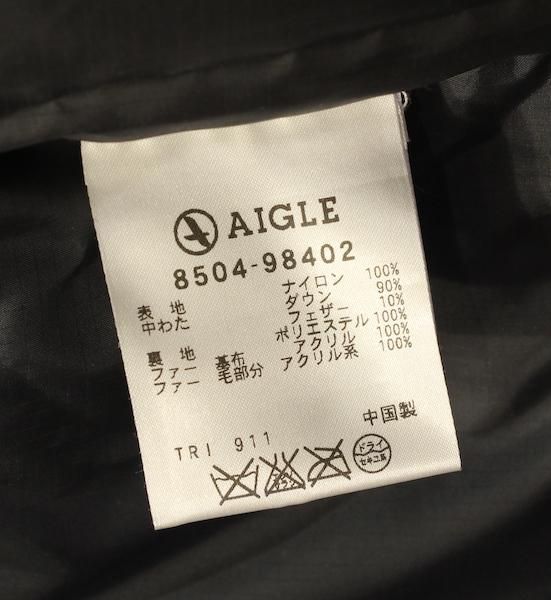 AIGLE
8504-98402
表 地 ナイロン 100%
中わた ダウン 90%
フェザー 10%
裏 地 ポリエステル 100%
ファー 基布 アクリル 100%
ファー 毛部分 アクリル系 100%
中国製
TRI 911
ドライ
セキユ系